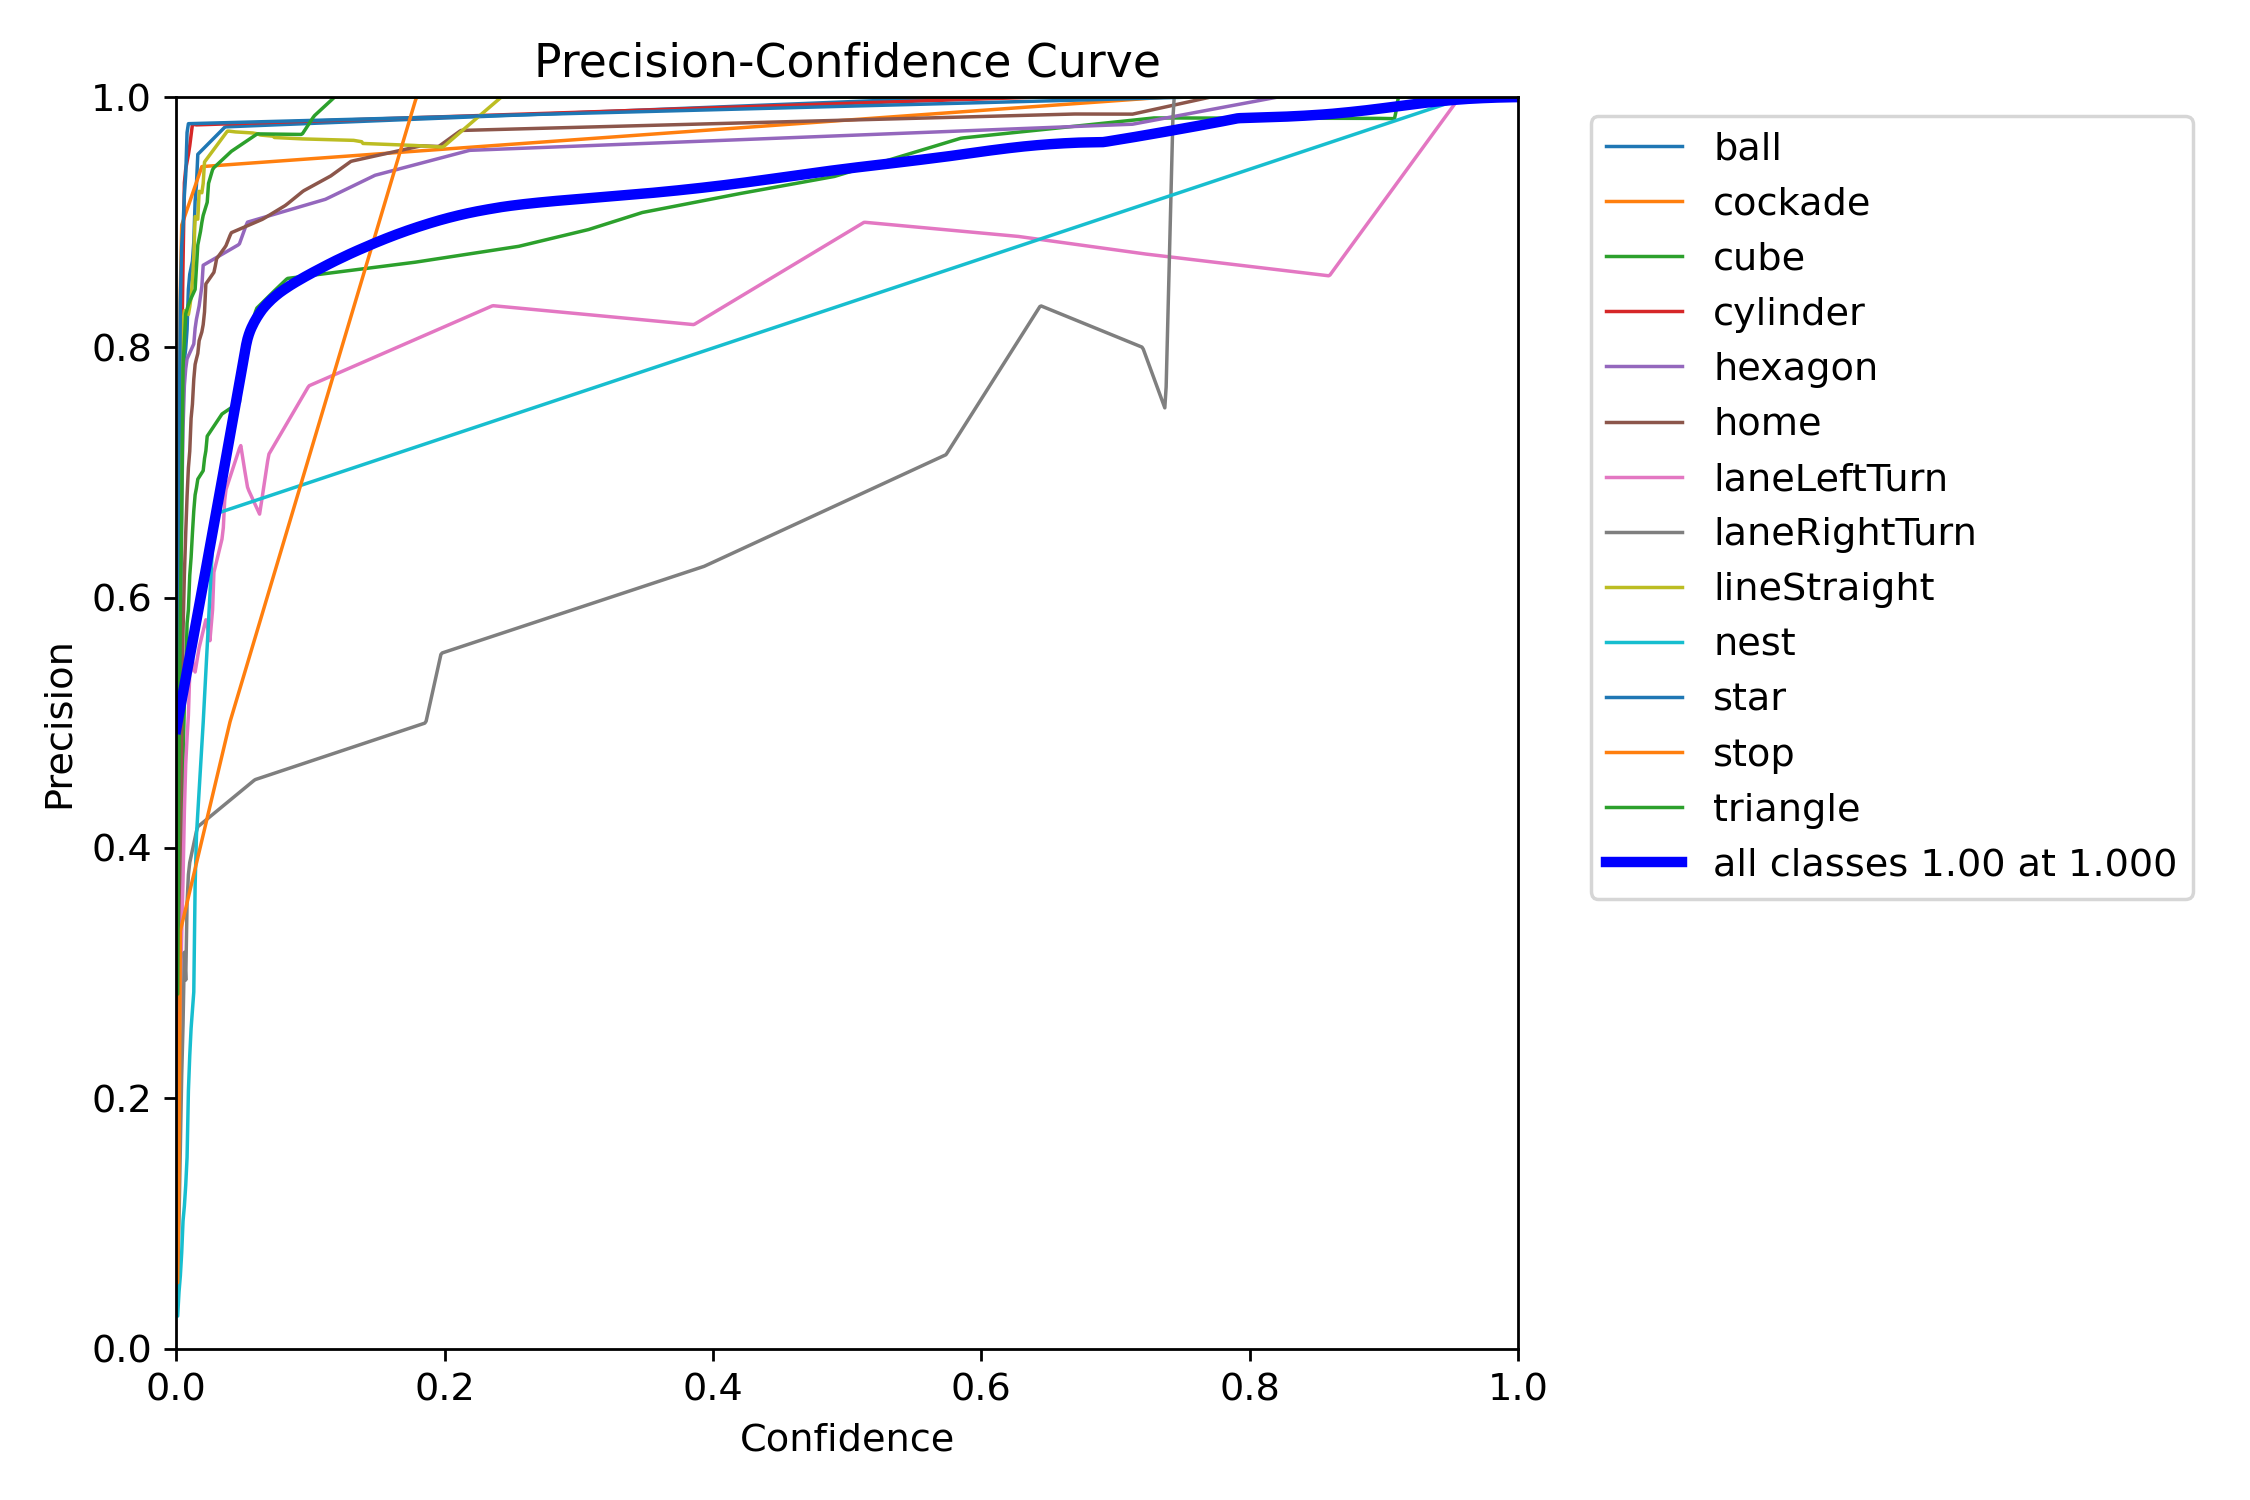 Precision-Confidence Curve
1.0
0.8
0.6
0.4
0.2
0.0
Precision
0.0 0.2 0.4 0.6 0.8 1.0
Confidence
ball
cockade
cube
cylinder
hexagon
home
laneLeftTurn
laneRightTurn
lineStraight
nest
star
stop
triangle
all classes 1.00 at 1.000